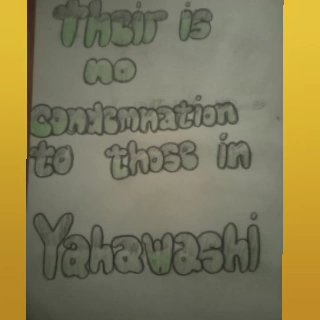 Their is
no
condemnation
to those in
Yahawashi